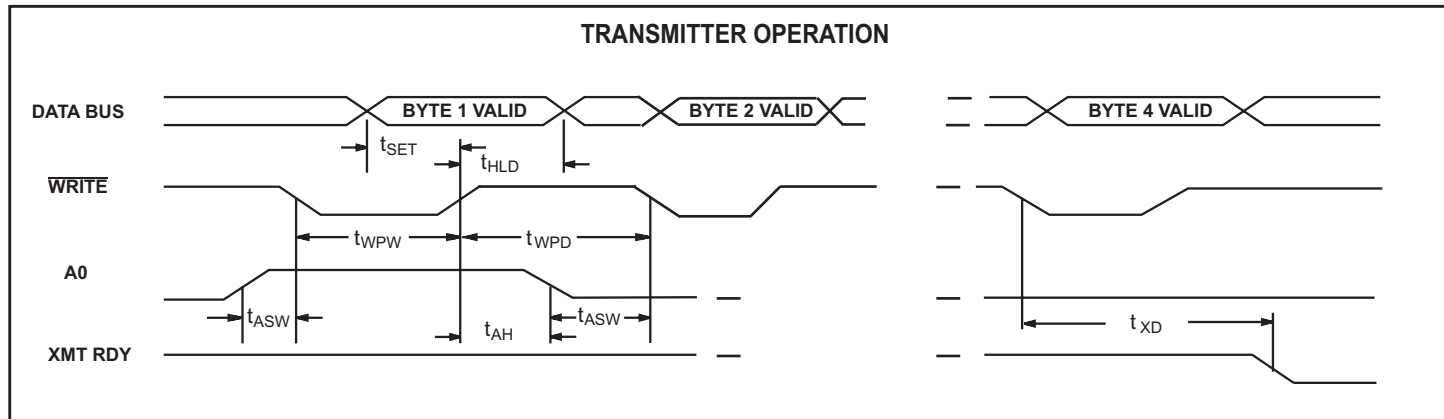 TRANSMITTER OPERATION
DATA BUS
BYTE 1 VALID
BYTE 2 VALID
BYTE 4 VALID
tSET
tHLD
WRITE
tWPW
tWPD
A0
tASW
tAH
tASW
tXD
XMT RDY